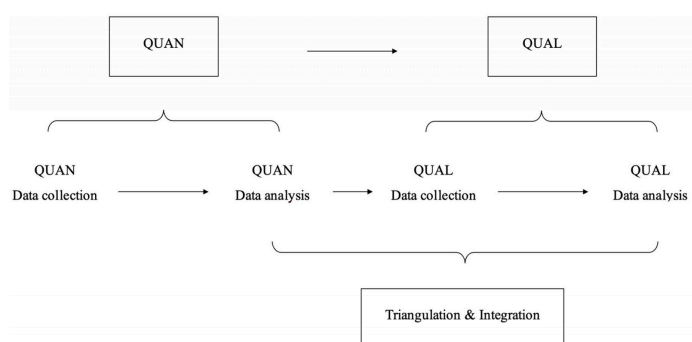 QUAN
QUAL
QUAN
Data collection
QUAN
Data analysis
QUAL
Data collection
QUAL
Data analysis
Triangulation & Integration